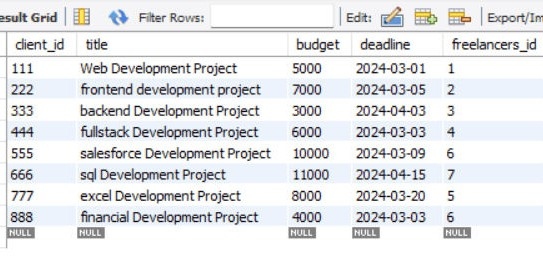 esult Grid Filter Rows: Edit: Export/Im
client_id title budget deadline freelancers_id
111 Web Development Project 5000 2024-03-01 1
222 frontend development project 7000 2024-03-05 2
333 backend Development Project 3000 2024-04-03 3
444 fullstack Development Project 6000 2024-03-03 4
555 salesforce Development Project 10000 2024-03-09 6
666 sql Development Project 11000 2024-04-15 7
777 excel Development Project 8000 2024-03-20 5
888 financial Development Project 4000 2024-03-03 6
NULL NULL NULL NULL NULL